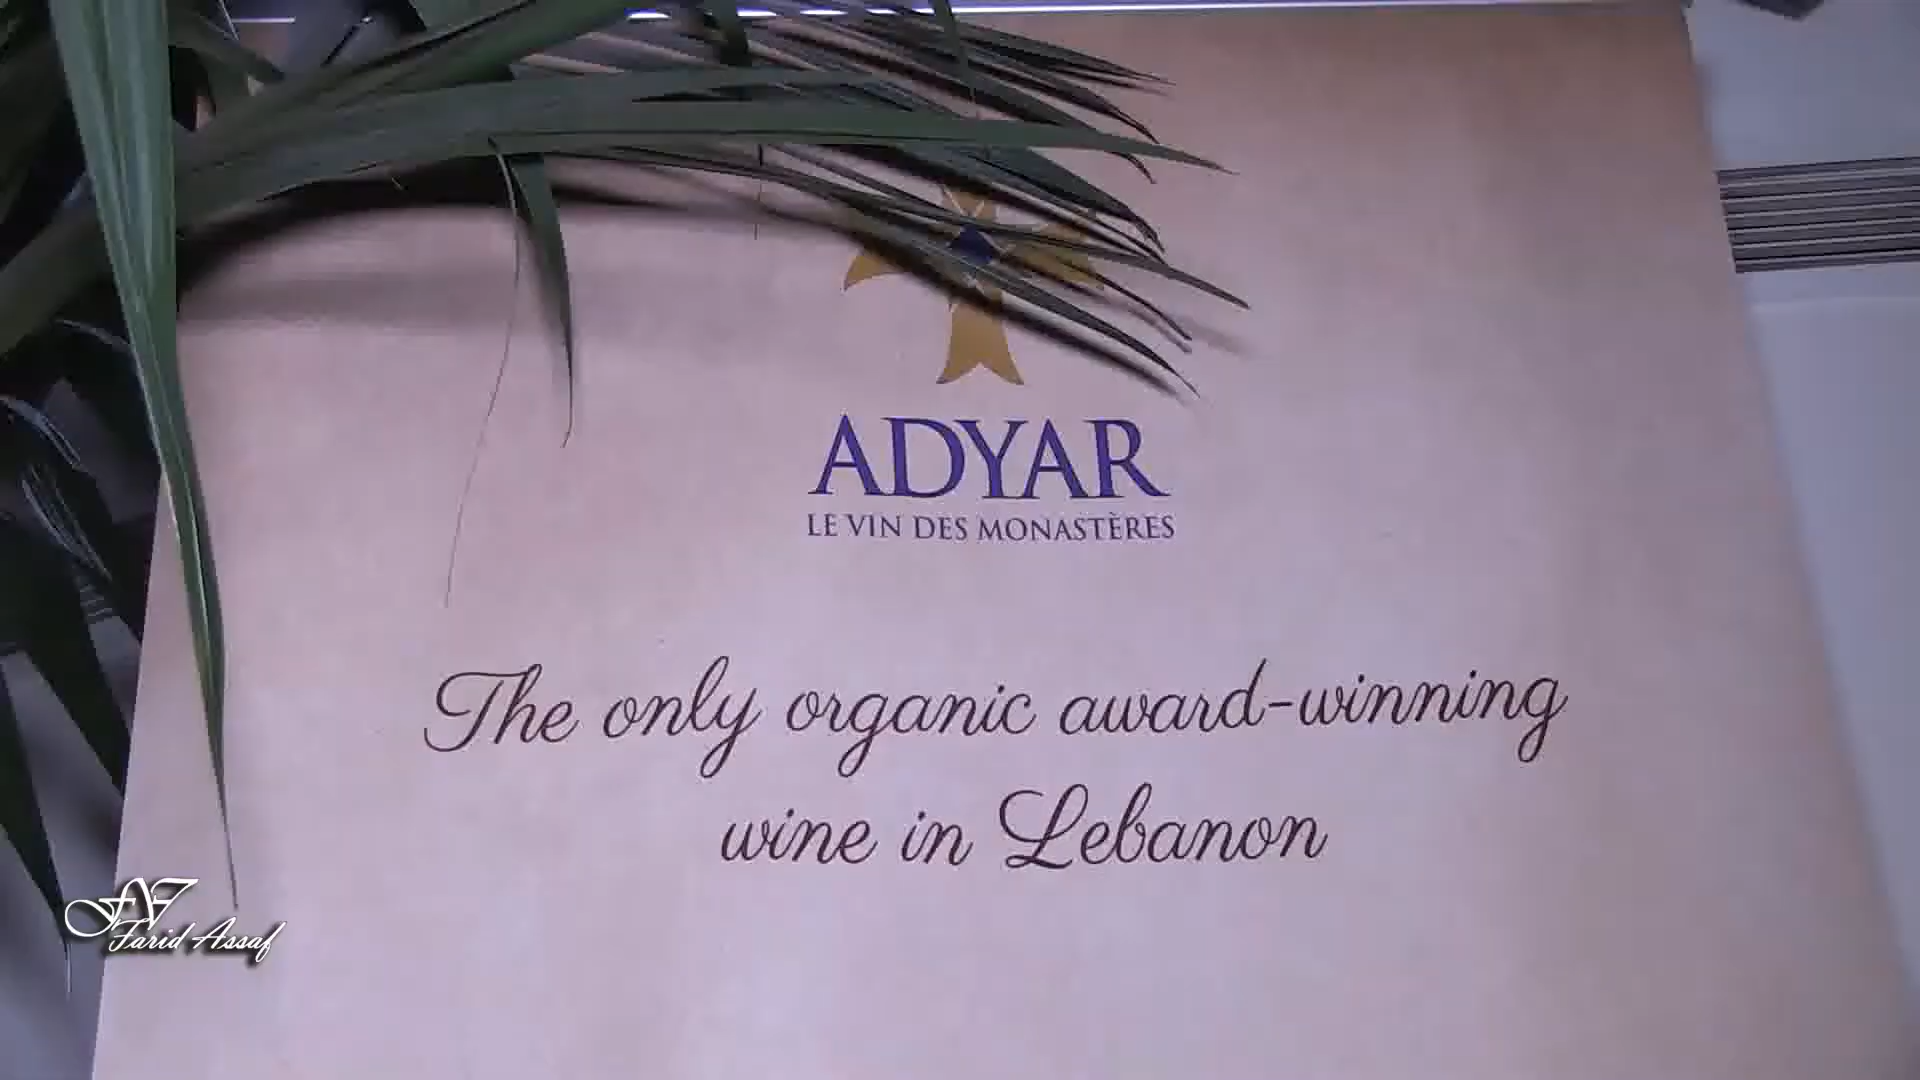 ADYAR
LE VIN DES MONASTÈRES
The only organic award-winning
wine in Lebanon
Farid Assaf